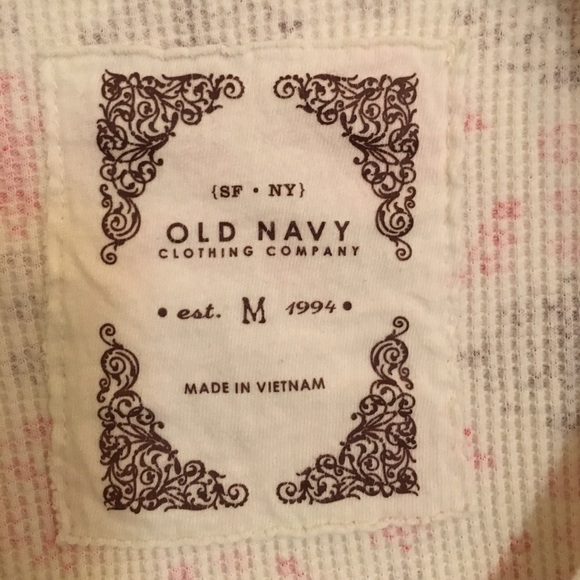 {SF • NY}
OLD NAVY
CLOTHING COMPANY
• est. M 1994 •
MADE IN VIETNAM